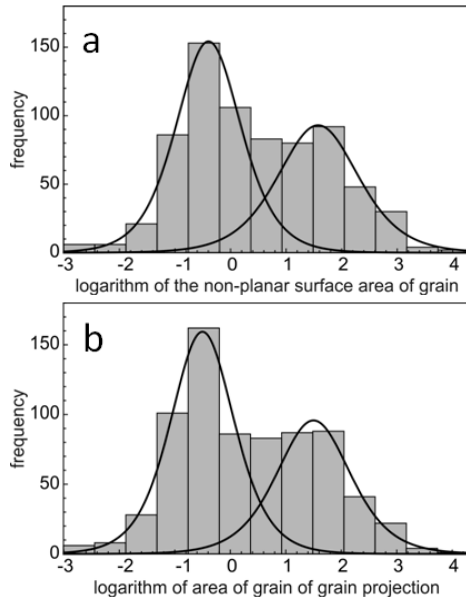 a
150
100
50
0
frequency
-3 -2 -1 0 1 2 3 4
logarithm of the non-planar surface area of grain
b
150
100
50
0
frequency
-3 -2 -1 0 1 2 3 4
logarithm of area of grain of grain projection